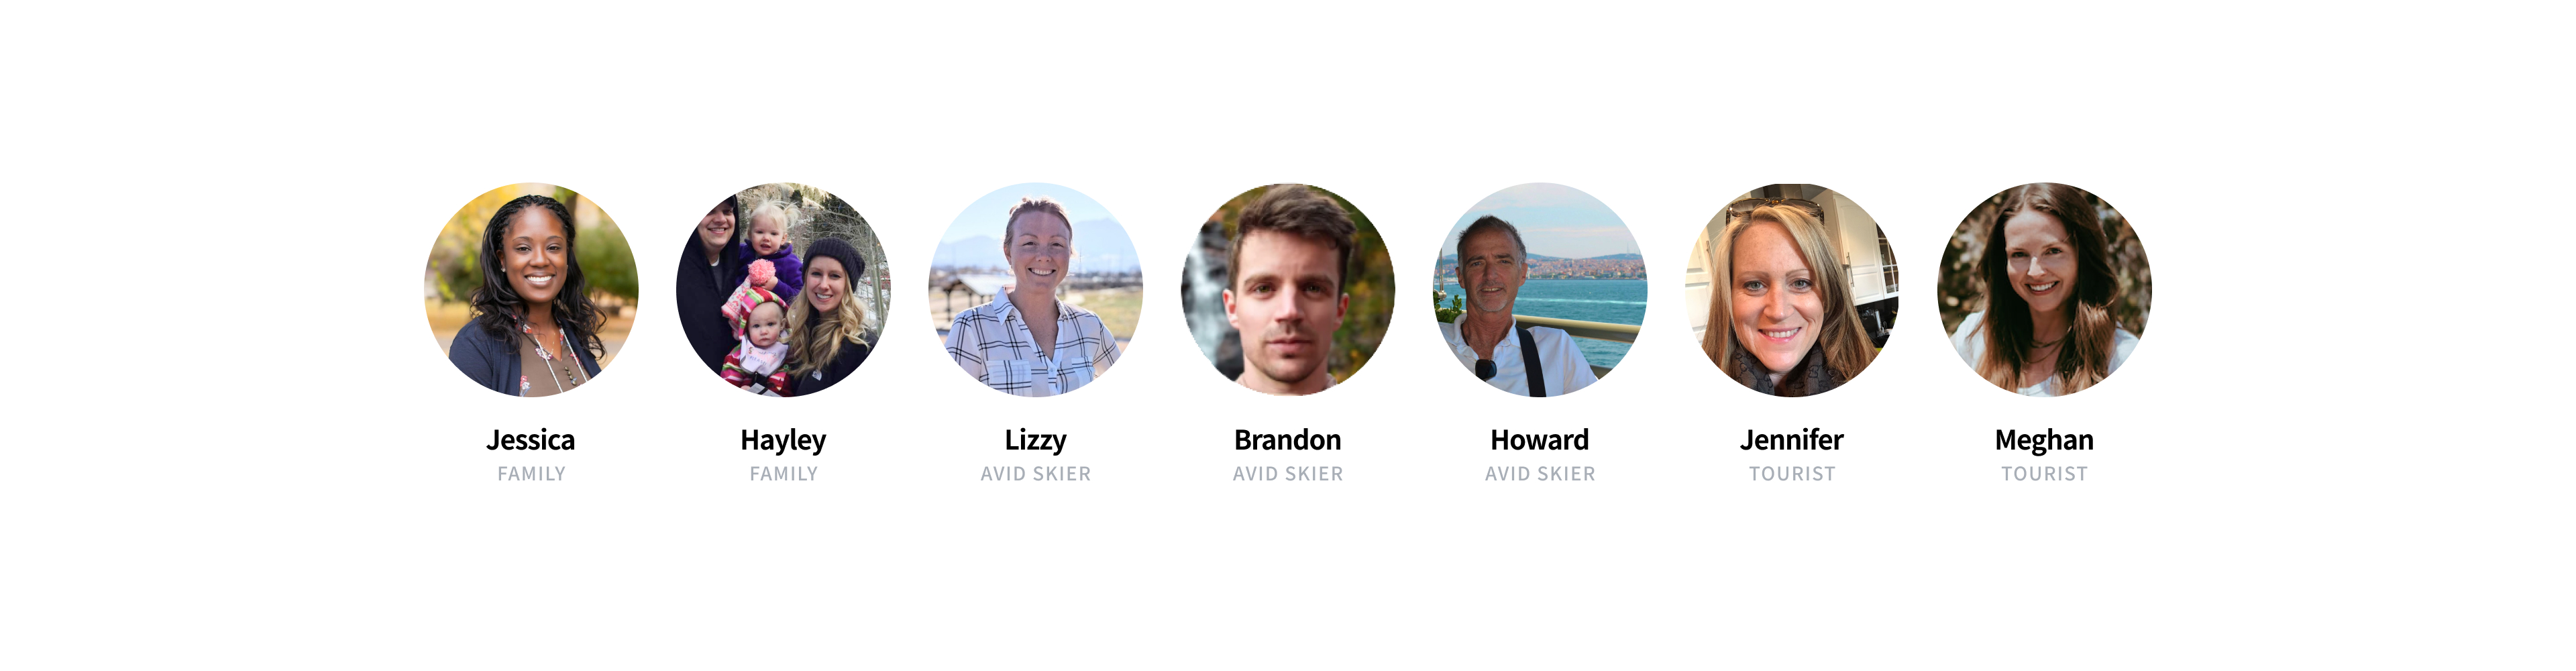 Jessica
FAMILY
Hayley
FAMILY
Lizzy
AVID SKIER
Brandon
AVID SKIER
Howard
AVID SKIER
Jennifer
TOURIST
Meghan
TOURIST